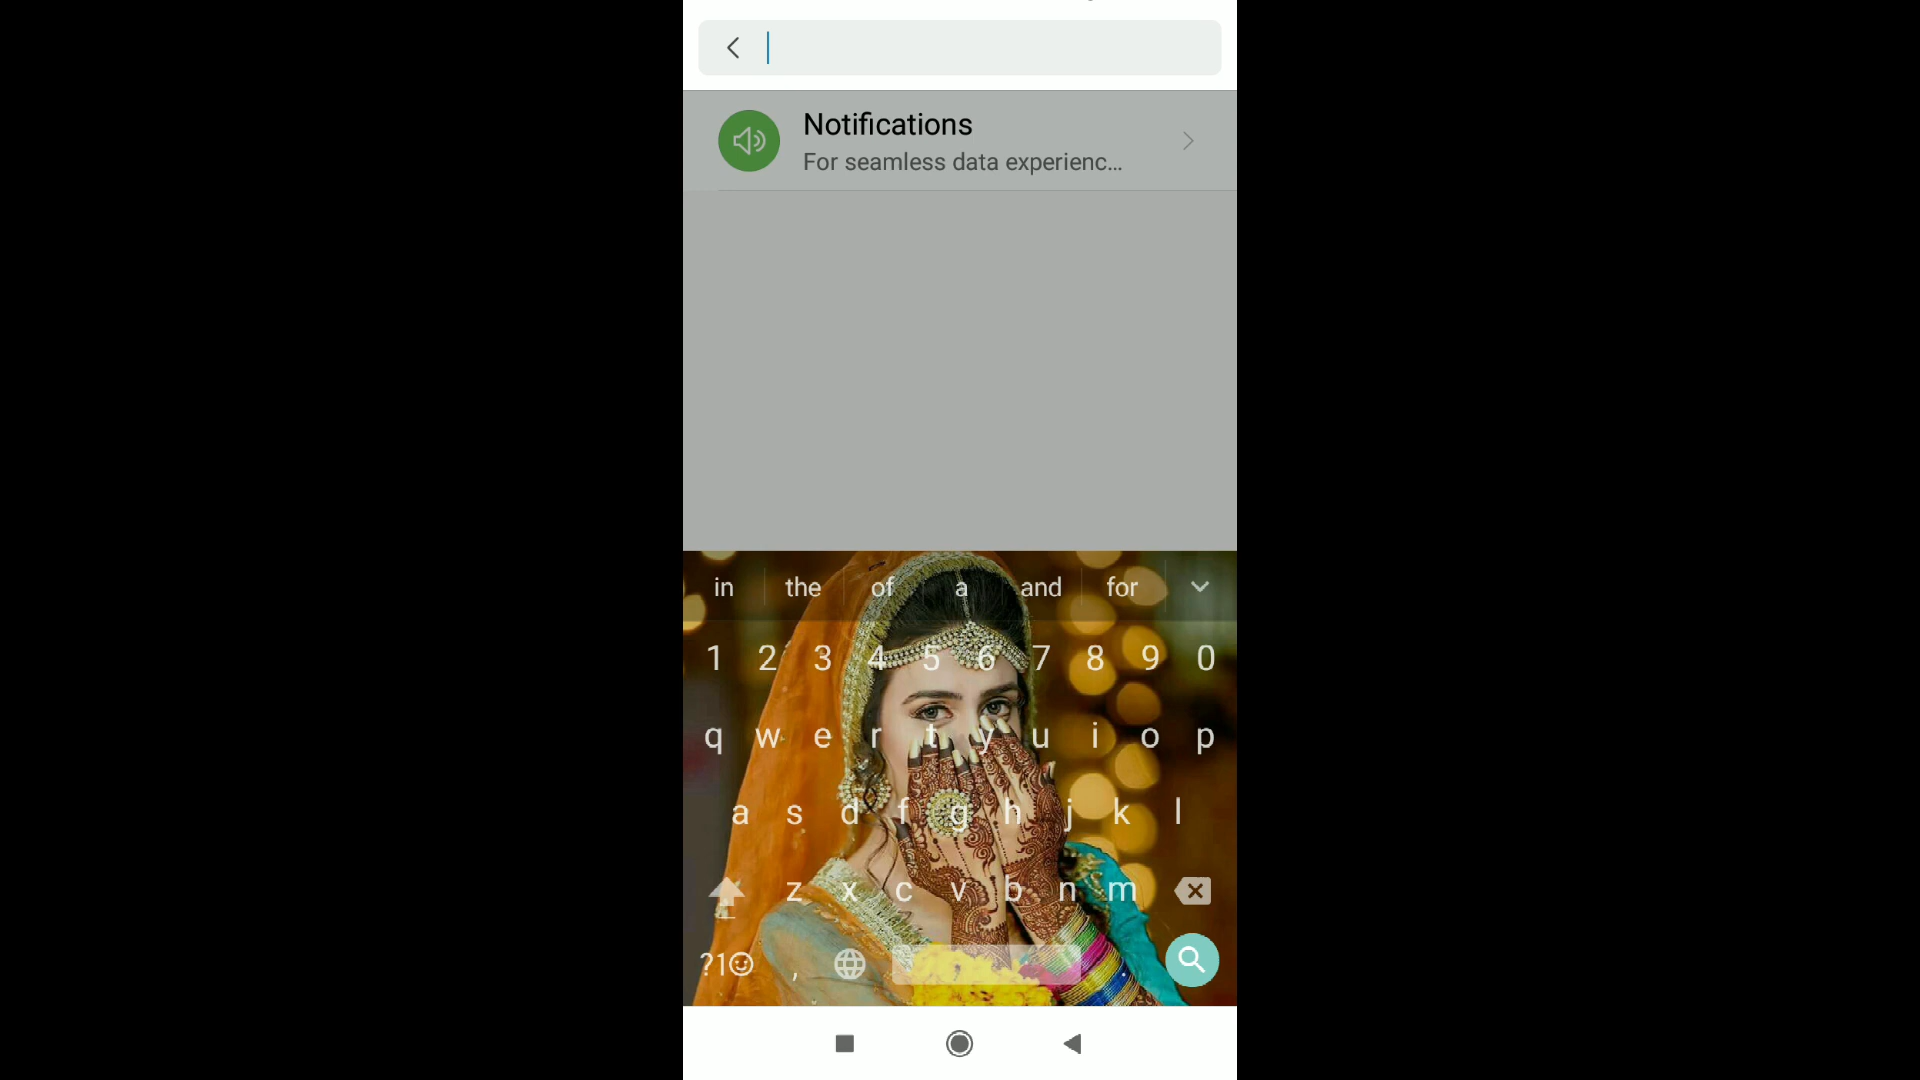 Notifications
For seamless data experienc...
in the of a and for
1 2 3 4 5 6 7 8 9 0
q w e r t y u i o p
a s d f g h j k l
z x c v b n m
?1☺ , .